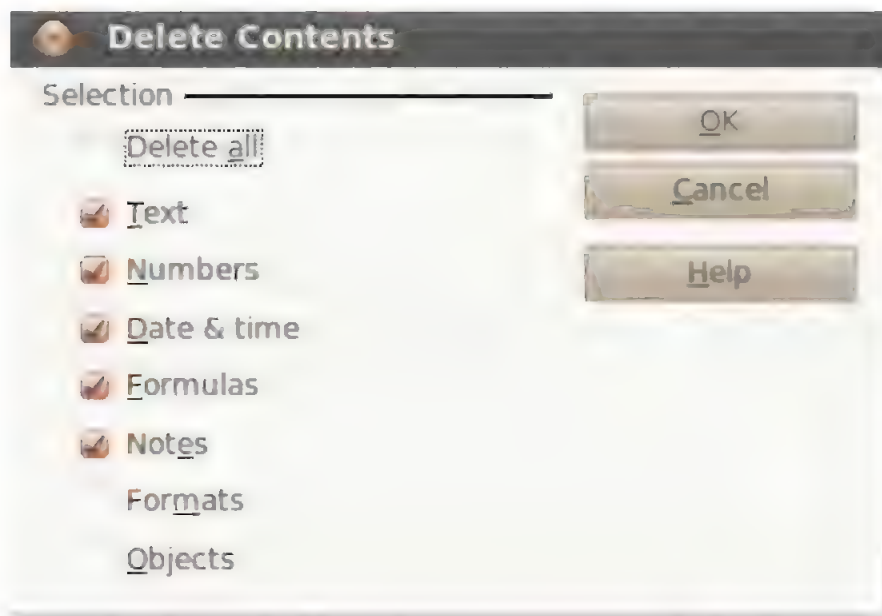 Delete Contents
Selection
Delete all
Text
Numbers
Date & time
Formulas
Notes
Formats
Objects
OK
Cancel
Help